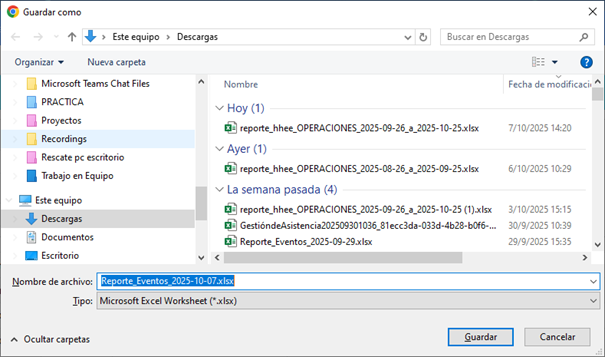 Guardar como
Este equipo > Descargas
Buscar en Descargas
Organizar
Nueva carpeta
Microsoft Teams Chat Files
PRACTICA
Proyectos
Recordings
Rescate pc escritorio
Trabajo en Equipo
Este equipo
Descargas
Documentos
Escritorio
Nombre
Fecha de modificació
Hoy (1)
reporte_hhee_OPERACIONES_2025-09-26_a_2025-10-25.xlsx
7/10/2025 14:20
Ayer (1)
reporte_hhee_OPERACIONES_2025-08-26_a_2025-09-25.xlsx
6/10/2025 10:29
La semana pasada (4)
reporte_hhee_OPERACIONES_2025-09-26_a_2025-10-25 (1).xlsx
3/10/2025 15:15
GestióndeAsistencia202509301036_81ecc3da-033d-4b28-b0f6-...
30/9/2025 10:39
Reporte_Eventos_2025-09-29.xlsx
29/9/2025 15:35
Nombre de archivo:
Reporte_Eventos_2025-10-07.xlsx
Tipo:
Microsoft Excel Worksheet (*.xlsx)
Ocultar carpetas
Guardar
Cancelar